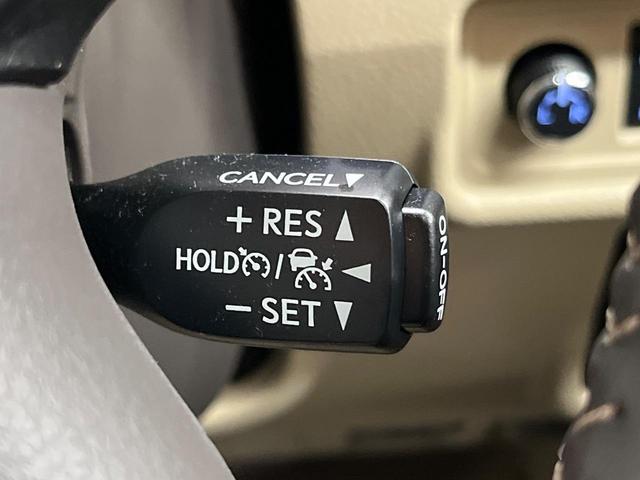 CANCEL▼
+ RES ▲
HOLD / ◀
− SET ▼
ON-OFF